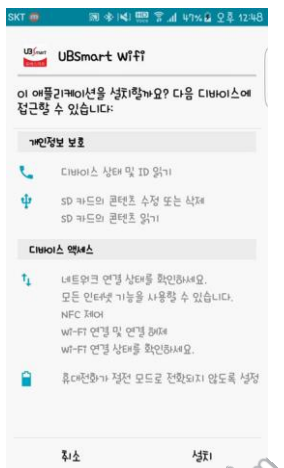 SKT 47% 오후 12:48
UBSmart WiFi
이 애플리케이션을 설치할까요? 다음 디바이스에
접근할 수 있습니다:
개인정보 보호
디바이스 상태 및 ID 읽기
SD 카드의 콘텐츠 수정 또는 삭제
SD 카드의 콘텐츠 읽기
디바이스 액세스
네트워크 연결 상태를 확인하세요.
모든 인터넷 기능을 사용할 수 있습니다.
NFC 제어
Wi-Fi 연결 및 연결 해제
Wi-Fi 연결 상태를 확인하세요.
휴대전화가 절전 모드로 전환되지 않도록 설정
취소 설치